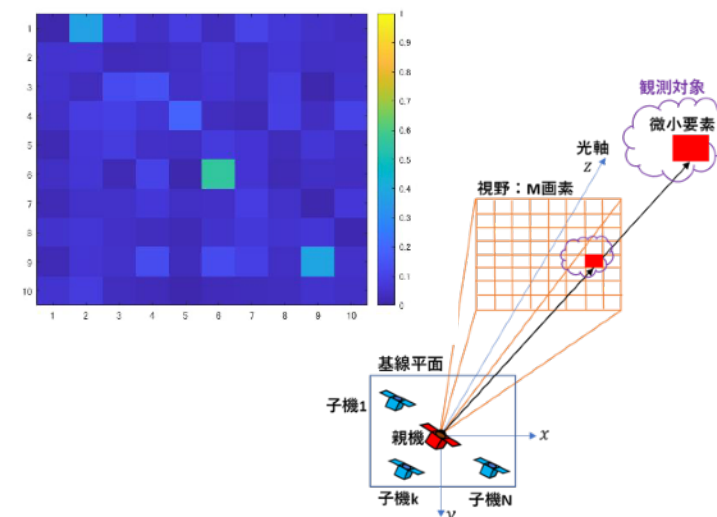 1
2
3
4
5
6
7
8
9
10
1 2 3 4 5 6 7 8 9 10
1
0.9
0.8
0.7
0.6
0.5
0.4
0.3
0.2
0.1
0
観測対象
微小要素
光軸
z
視野：M画素
基線平面
子機1
親機
x
子機k
子機N
y